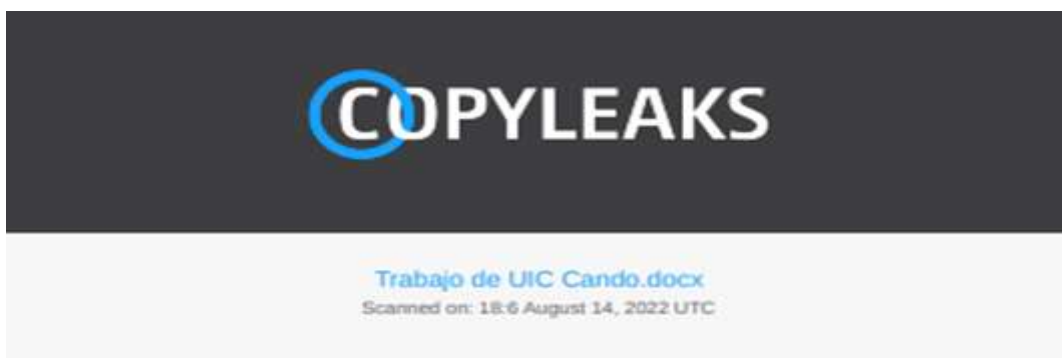 COPYLEAKS
Trabajo de UIC Cando.docx
Scanned on: 18:6 August 14, 2022 UTC